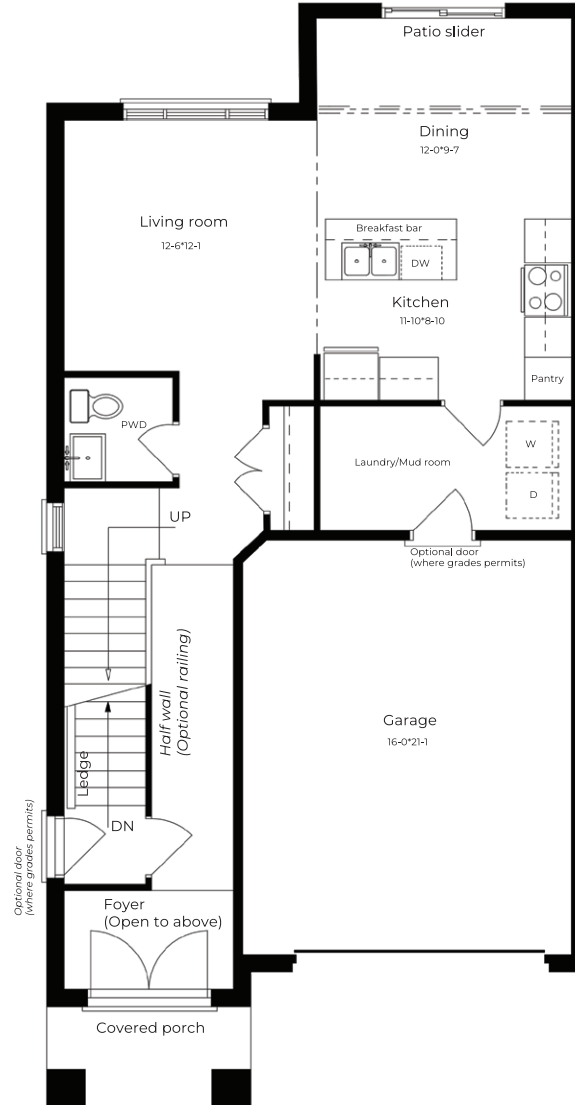 Patio slider
Dining
12-0*9-7
Living room
12-6*12-1
Breakfast bar
DW
Kitchen
11-10*8-10
Pantry
PWD
Laundry/Mud room
W
D
UP
Optional door
(where grades permits)
Half wall
(Optional railing)
Garage
16-0*21-1
Ledge
DN
Optional door
(where grades permits)
Foyer
(Open to above)
Covered porch